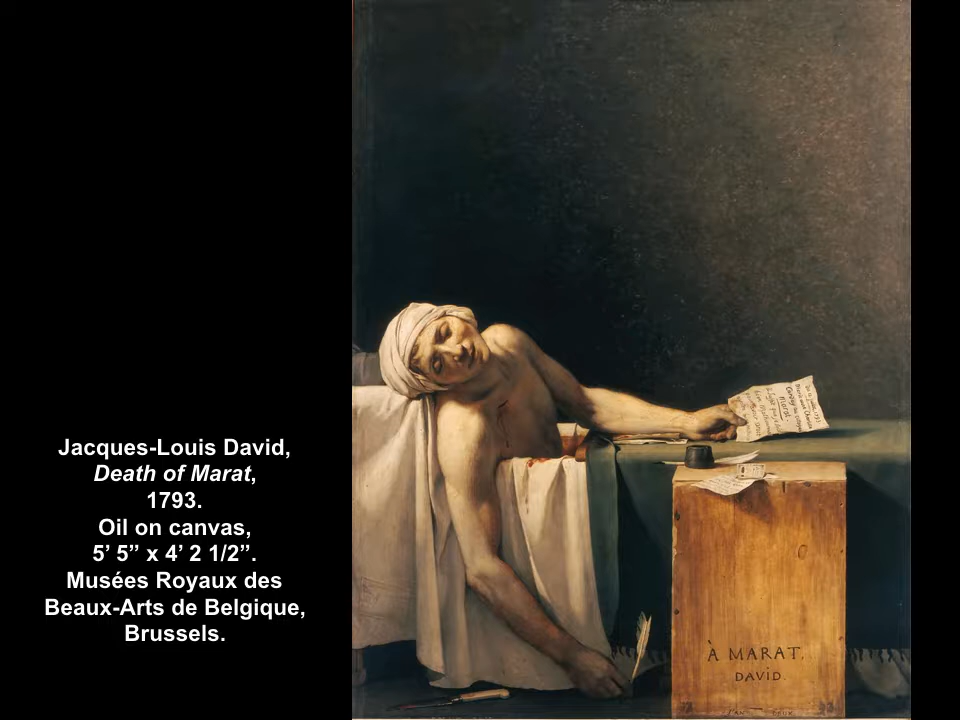 Jacques-Louis David,
Death of Marat,
1793.
Oil on canvas,
5’ 5” x 4’ 2 1/2”.
Musées Royaux des
Beaux-Arts de Belgique,
Brussels.
À MARAT.
DAVID.